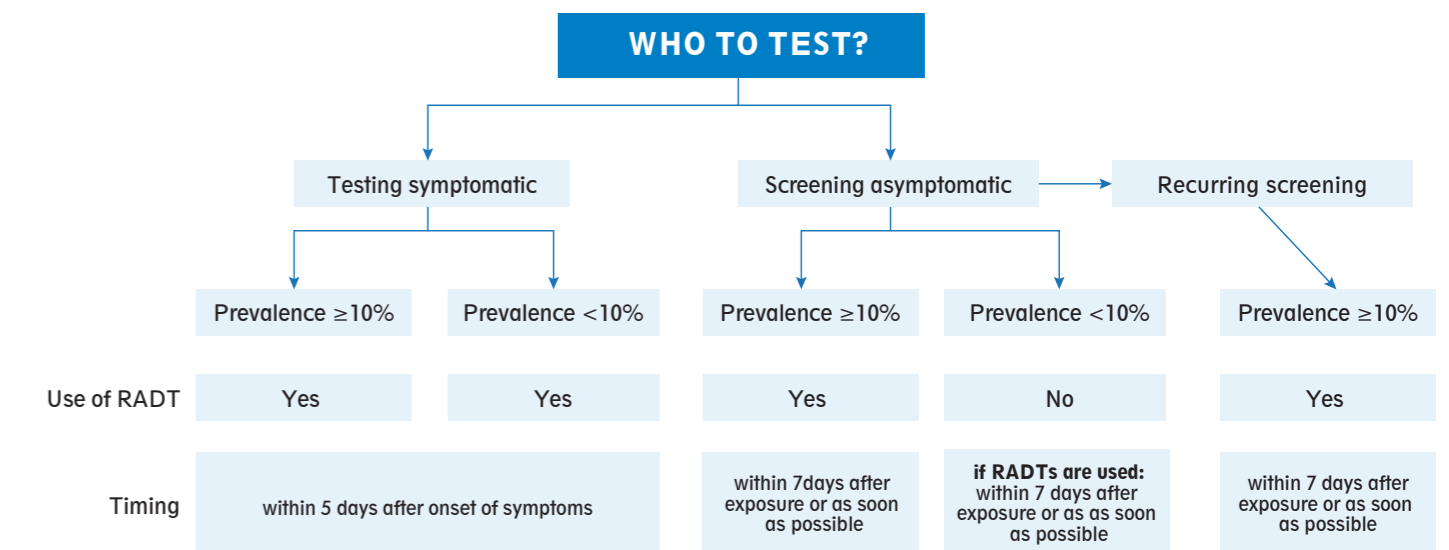 WHO TO TEST?
Testing symptomatic
Screening asymptomatic
Recurring screening
Prevalence ≥10%
Prevalence <10%
Prevalence ≥10%
Prevalence <10%
Prevalence ≥10%
Use of RADT
Yes
Yes
Yes
No
Yes
Timing
within 5 days after onset of symptoms
within 7days after
exposure or as soon
as possible
if RADTs are used:
within 7 days after
exposure or as as soon
as possible
within 7 days after
exposure or as soon
as possible